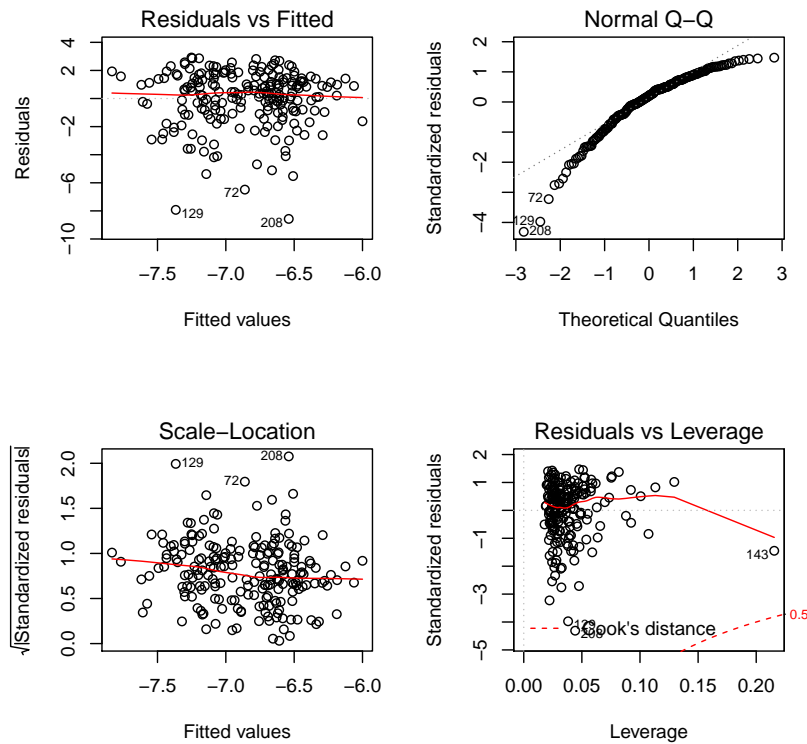 Residuals vs Fitted
Residuals
4
2
−2
−6
−10
72
129
208
−7.5 −7.0 −6.5 −6.0
Fitted values
Normal Q−Q
Standardized residuals
2
1
0
−2
−4
72
129
208
−3 −2 −1 0 1 2 3
Theoretical Quantiles
Scale−Location
√|Standardized residuals|
2.0
1.5
1.0
0.5
0.0
129
72
208
−7.5 −7.0 −6.5 −6.0
Fitted values
Residuals vs Leverage
Standardized residuals
2
1
−1
−3
−5
143
129
208
Cook's distance
0.5
0.00 0.05 0.10 0.15 0.20
Leverage